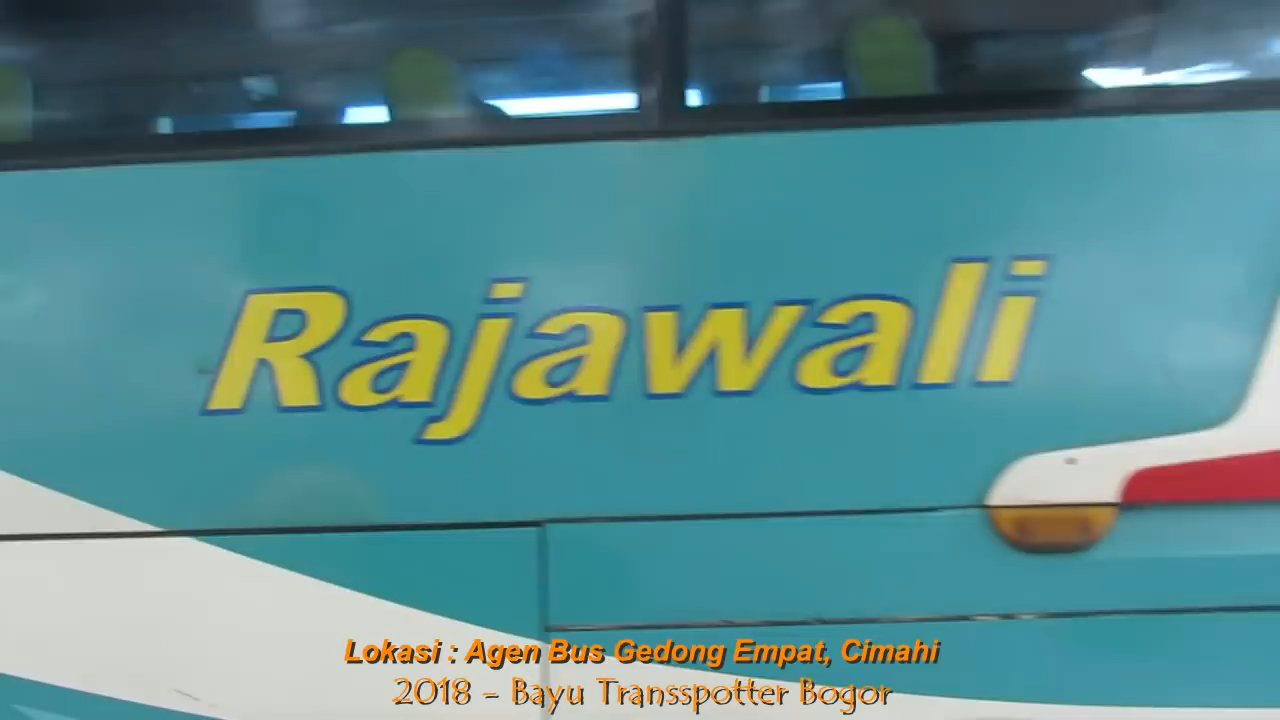 Rajawali
Lokasi : Agen Bus Gedong Empat, Cimahi
2018 - Bayu Transspotter Bogor